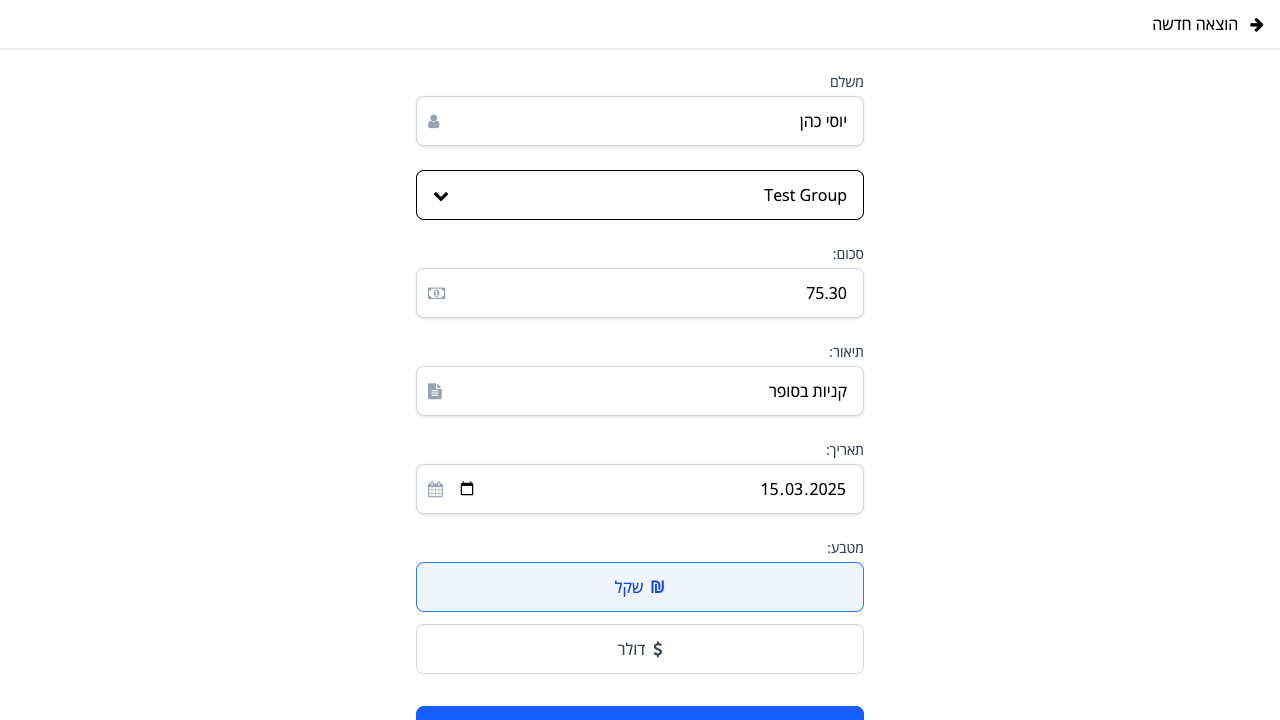 הוצאה חדשה
משלם
יוסי כהן
Test Group
סכום:
75.30
תיאור:
קניות בסופר
תאריך:
15.03.2025
מטבע:
₪ שקל
$ דולר